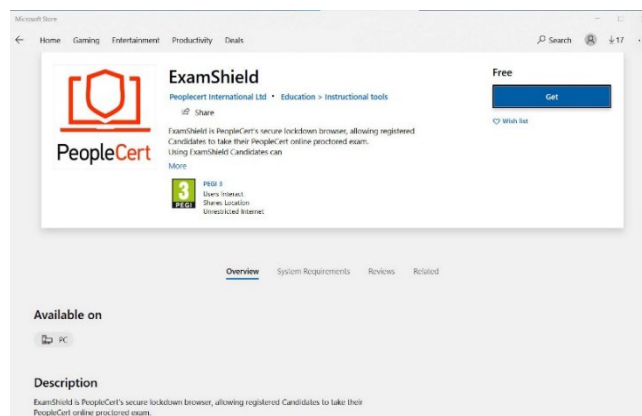 Microsoft Store
Home Gaming Entertainment Productivity Deals Search 17
ExamShield
Peoplecert International Ltd • Education > Instructional tools
Share
ExamShield is PeopleCert's secure lockdown browser, allowing registered
Candidates to take their PeopleCert online proctored exam.
Using ExamShield Candidates can
More
PeopleCert
3
PEGI
PEGI 3
Users Interact
Shares Location
Unrestricted Internet
Free
Get
Wish list
Overview System Requirements Reviews Related
Available on
PC
Description
ExamShield is PeopleCert's secure lockdown browser, allowing registered Candidates to take their
PeopleCert online proctored exam.